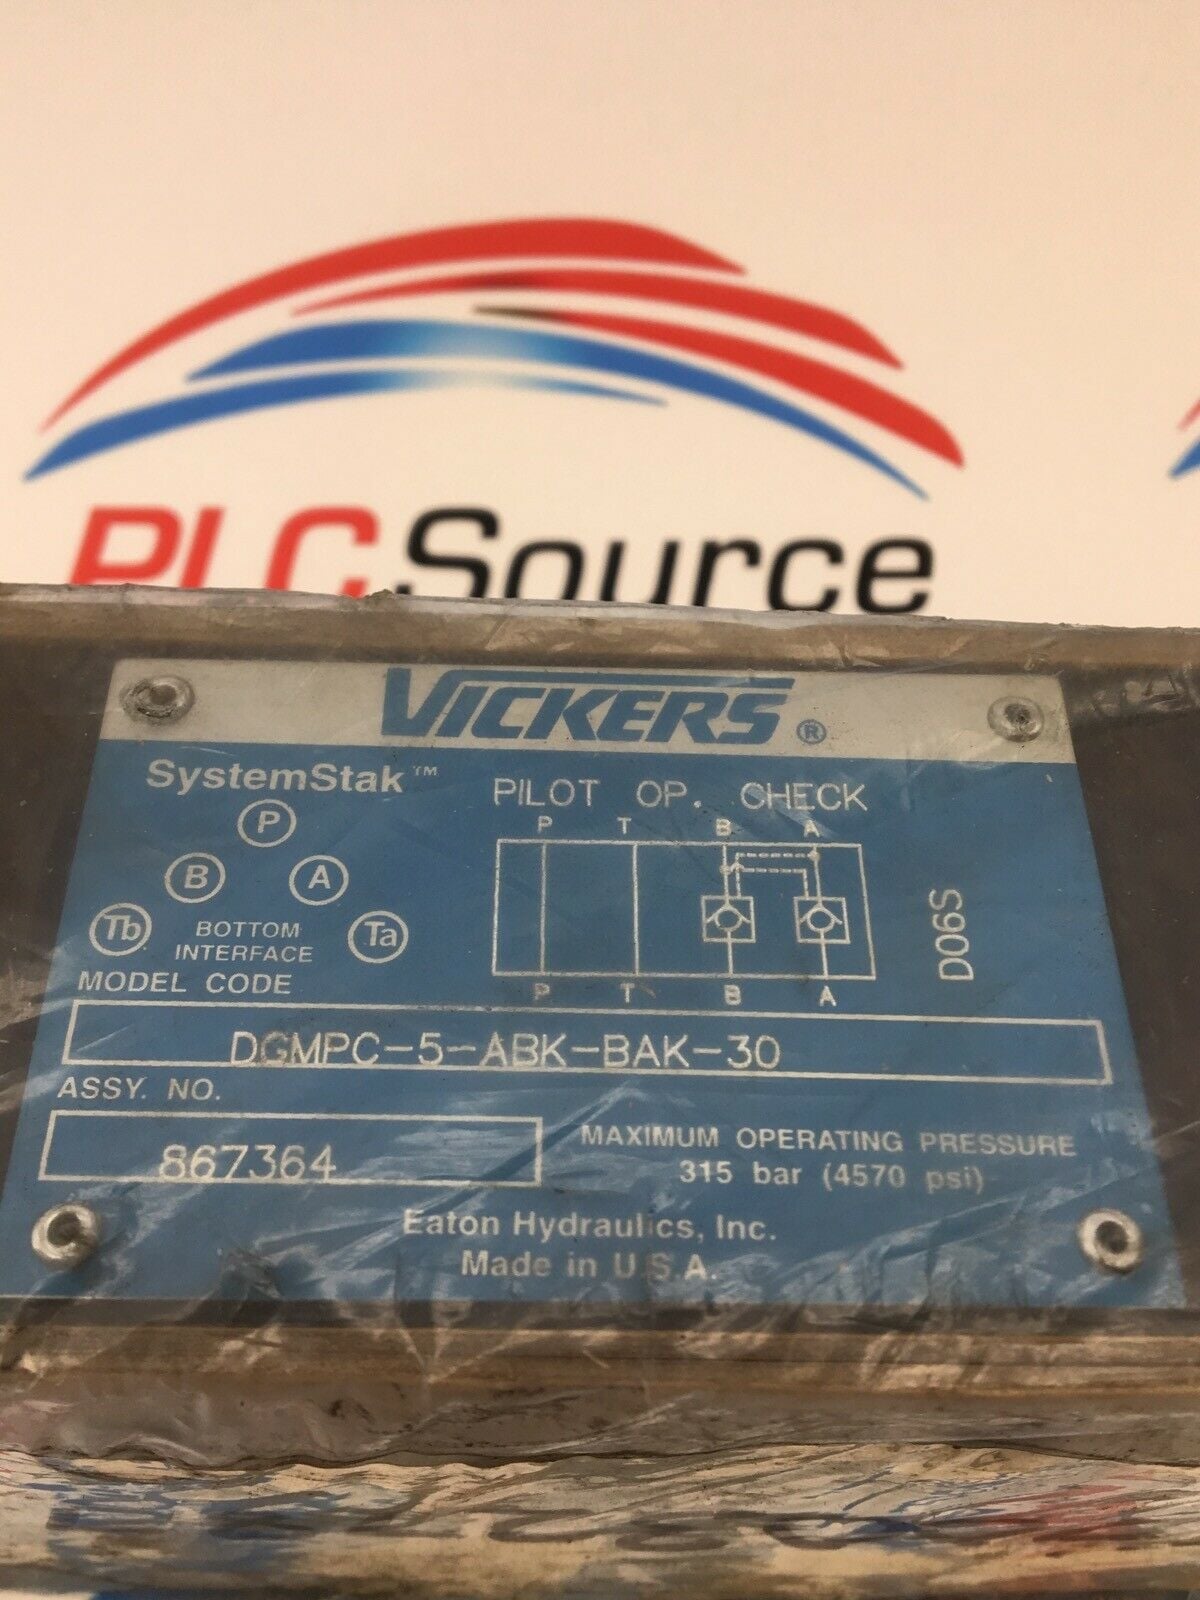 PLC Source
VICKERS ®
SystemStak™
PILOT OP. CHECK
P T B A
P
B A
Tb Ta
BOTTOM
INTERFACE
D06S
P T B A
MODEL CODE
DGMPC-5-ABK-BAK-30
ASSY. NO.
867364
MAXIMUM OPERATING PRESSURE
315 bar (4570 psi)
Eaton Hydraulics, Inc.
Made in U.S.A.